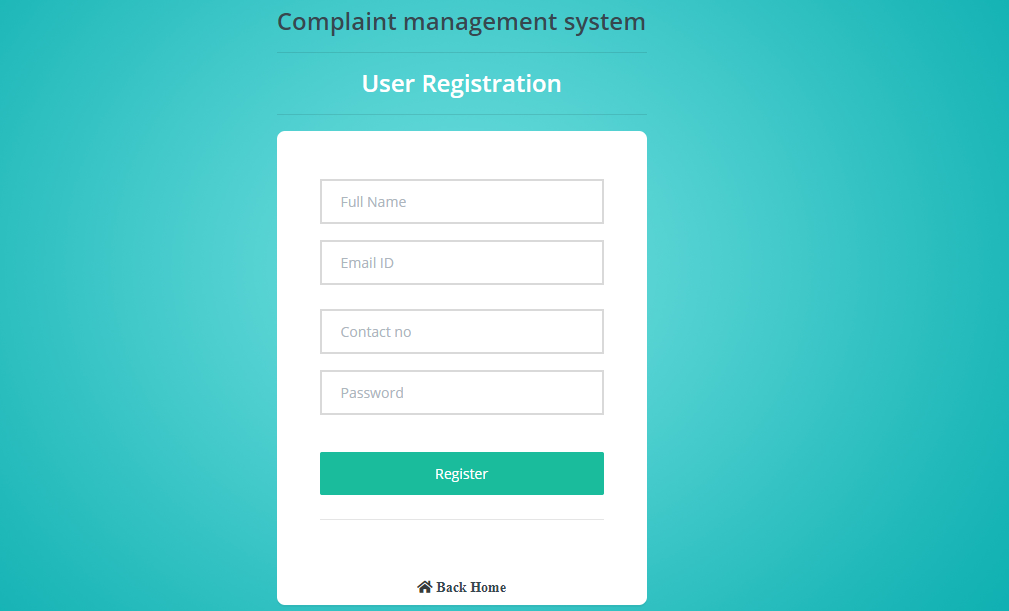 Complaint management system
User Registration
Full Name
Email ID
Contact no
Password
Register
Back Home